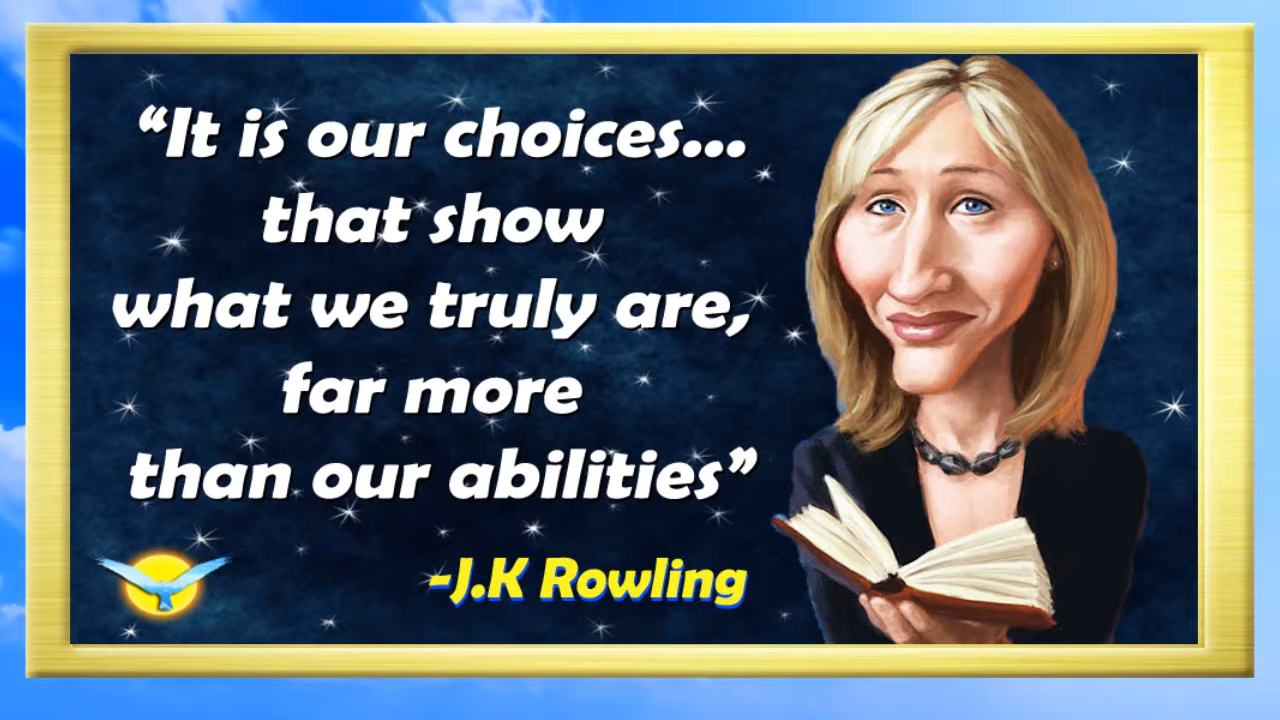 “It is our choices...
that show
what we truly are,
far more
than our abilities”
-J.K Rowling